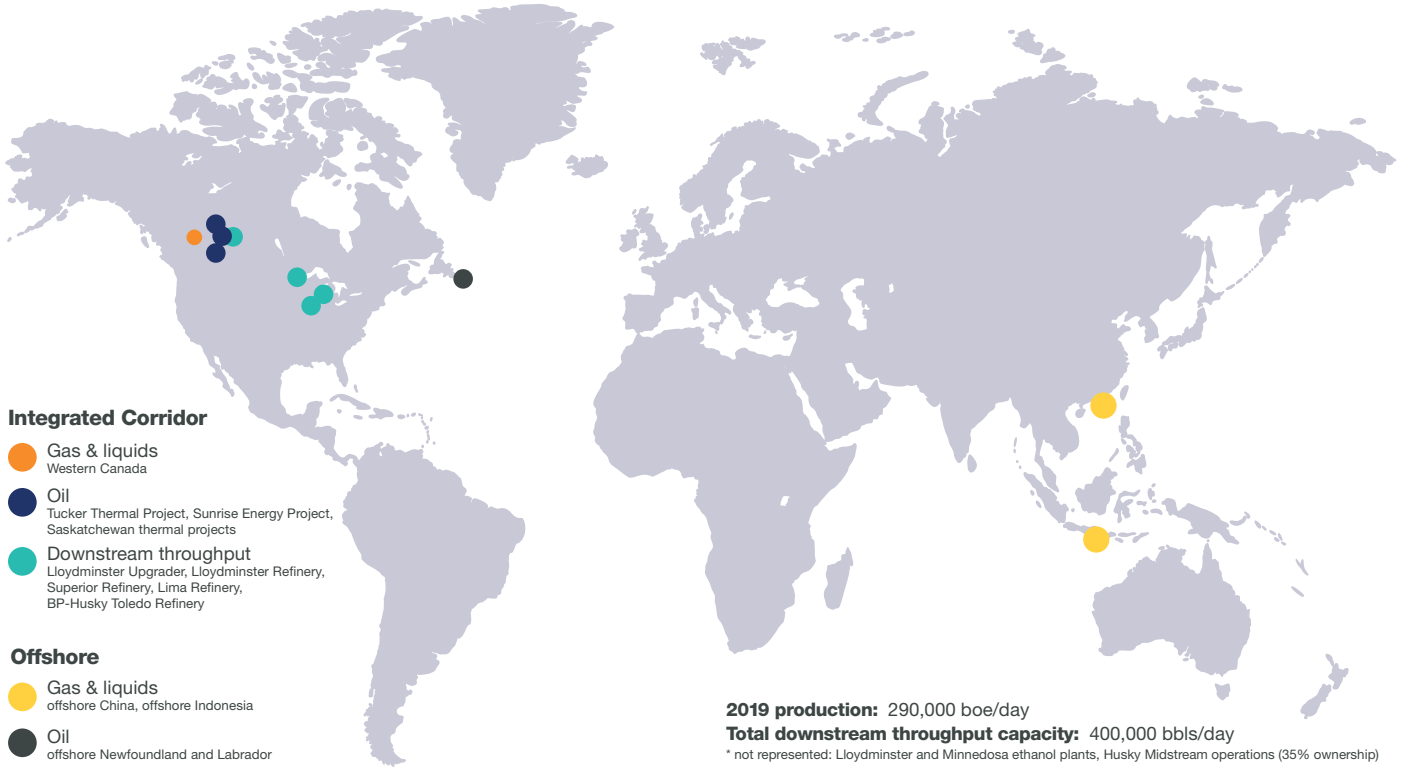 Integrated Corridor
Gas & liquids
Western Canada
Oil
Tucker Thermal Project, Sunrise Energy Project,
Saskatchewan thermal projects
Downstream throughput
Lloydminster Upgrader, Lloydminster Refinery,
Superior Refinery, Lima Refinery,
BP-Husky Toledo Refinery
Offshore
Gas & liquids
offshore China, offshore Indonesia
Oil
offshore Newfoundland and Labrador
2019 production: 290,000 boe/day
Total downstream throughput capacity: 400,000 bbls/day
* not represented: Lloydminster and Minnedosa ethanol plants, Husky Midstream operations (35% ownership)